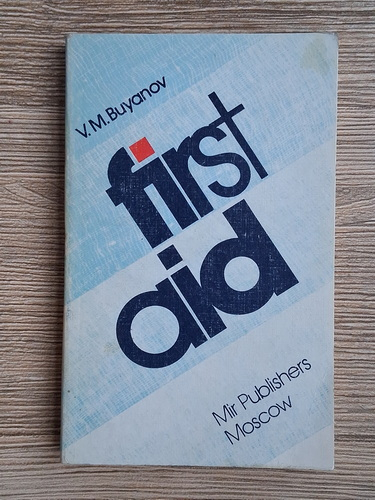 V.M.Buyanov
first
aid
Mir Publishers
Moscow